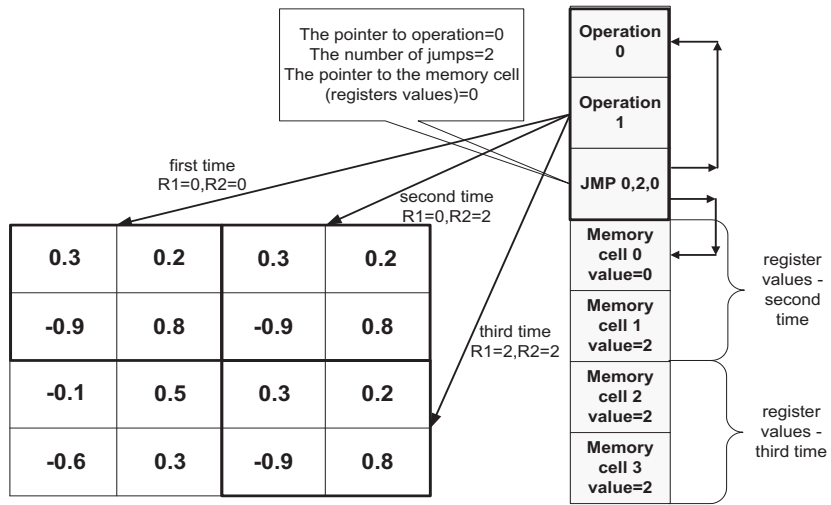 The pointer to operation=0
The number of jumps=2
The pointer to the memory cell
(registers values)=0
Operation
0
Operation
1
JMP 0,2,0
first time
R1=0,R2=0
second time
R1=0,R2=2
third time
R1=2,R2=2
0.3 0.2 0.3 0.2
-0.9 0.8 -0.9 0.8
-0.1 0.5 0.3 0.2
-0.6 0.3 -0.9 0.8
Memory
cell 0
value=0
Memory
cell 1
value=2
Memory
cell 2
value=2
Memory
cell 3
value=2
register
values -
second
time
register
values -
third time